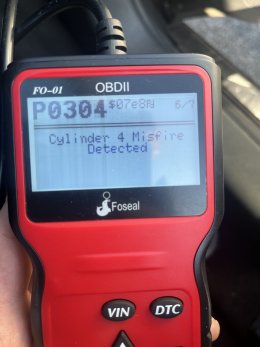 FO-01 OBDII
P0304 $07e8N 6/7
Cylinder 4 Misfire
Detected
Foseal
VIN DTC